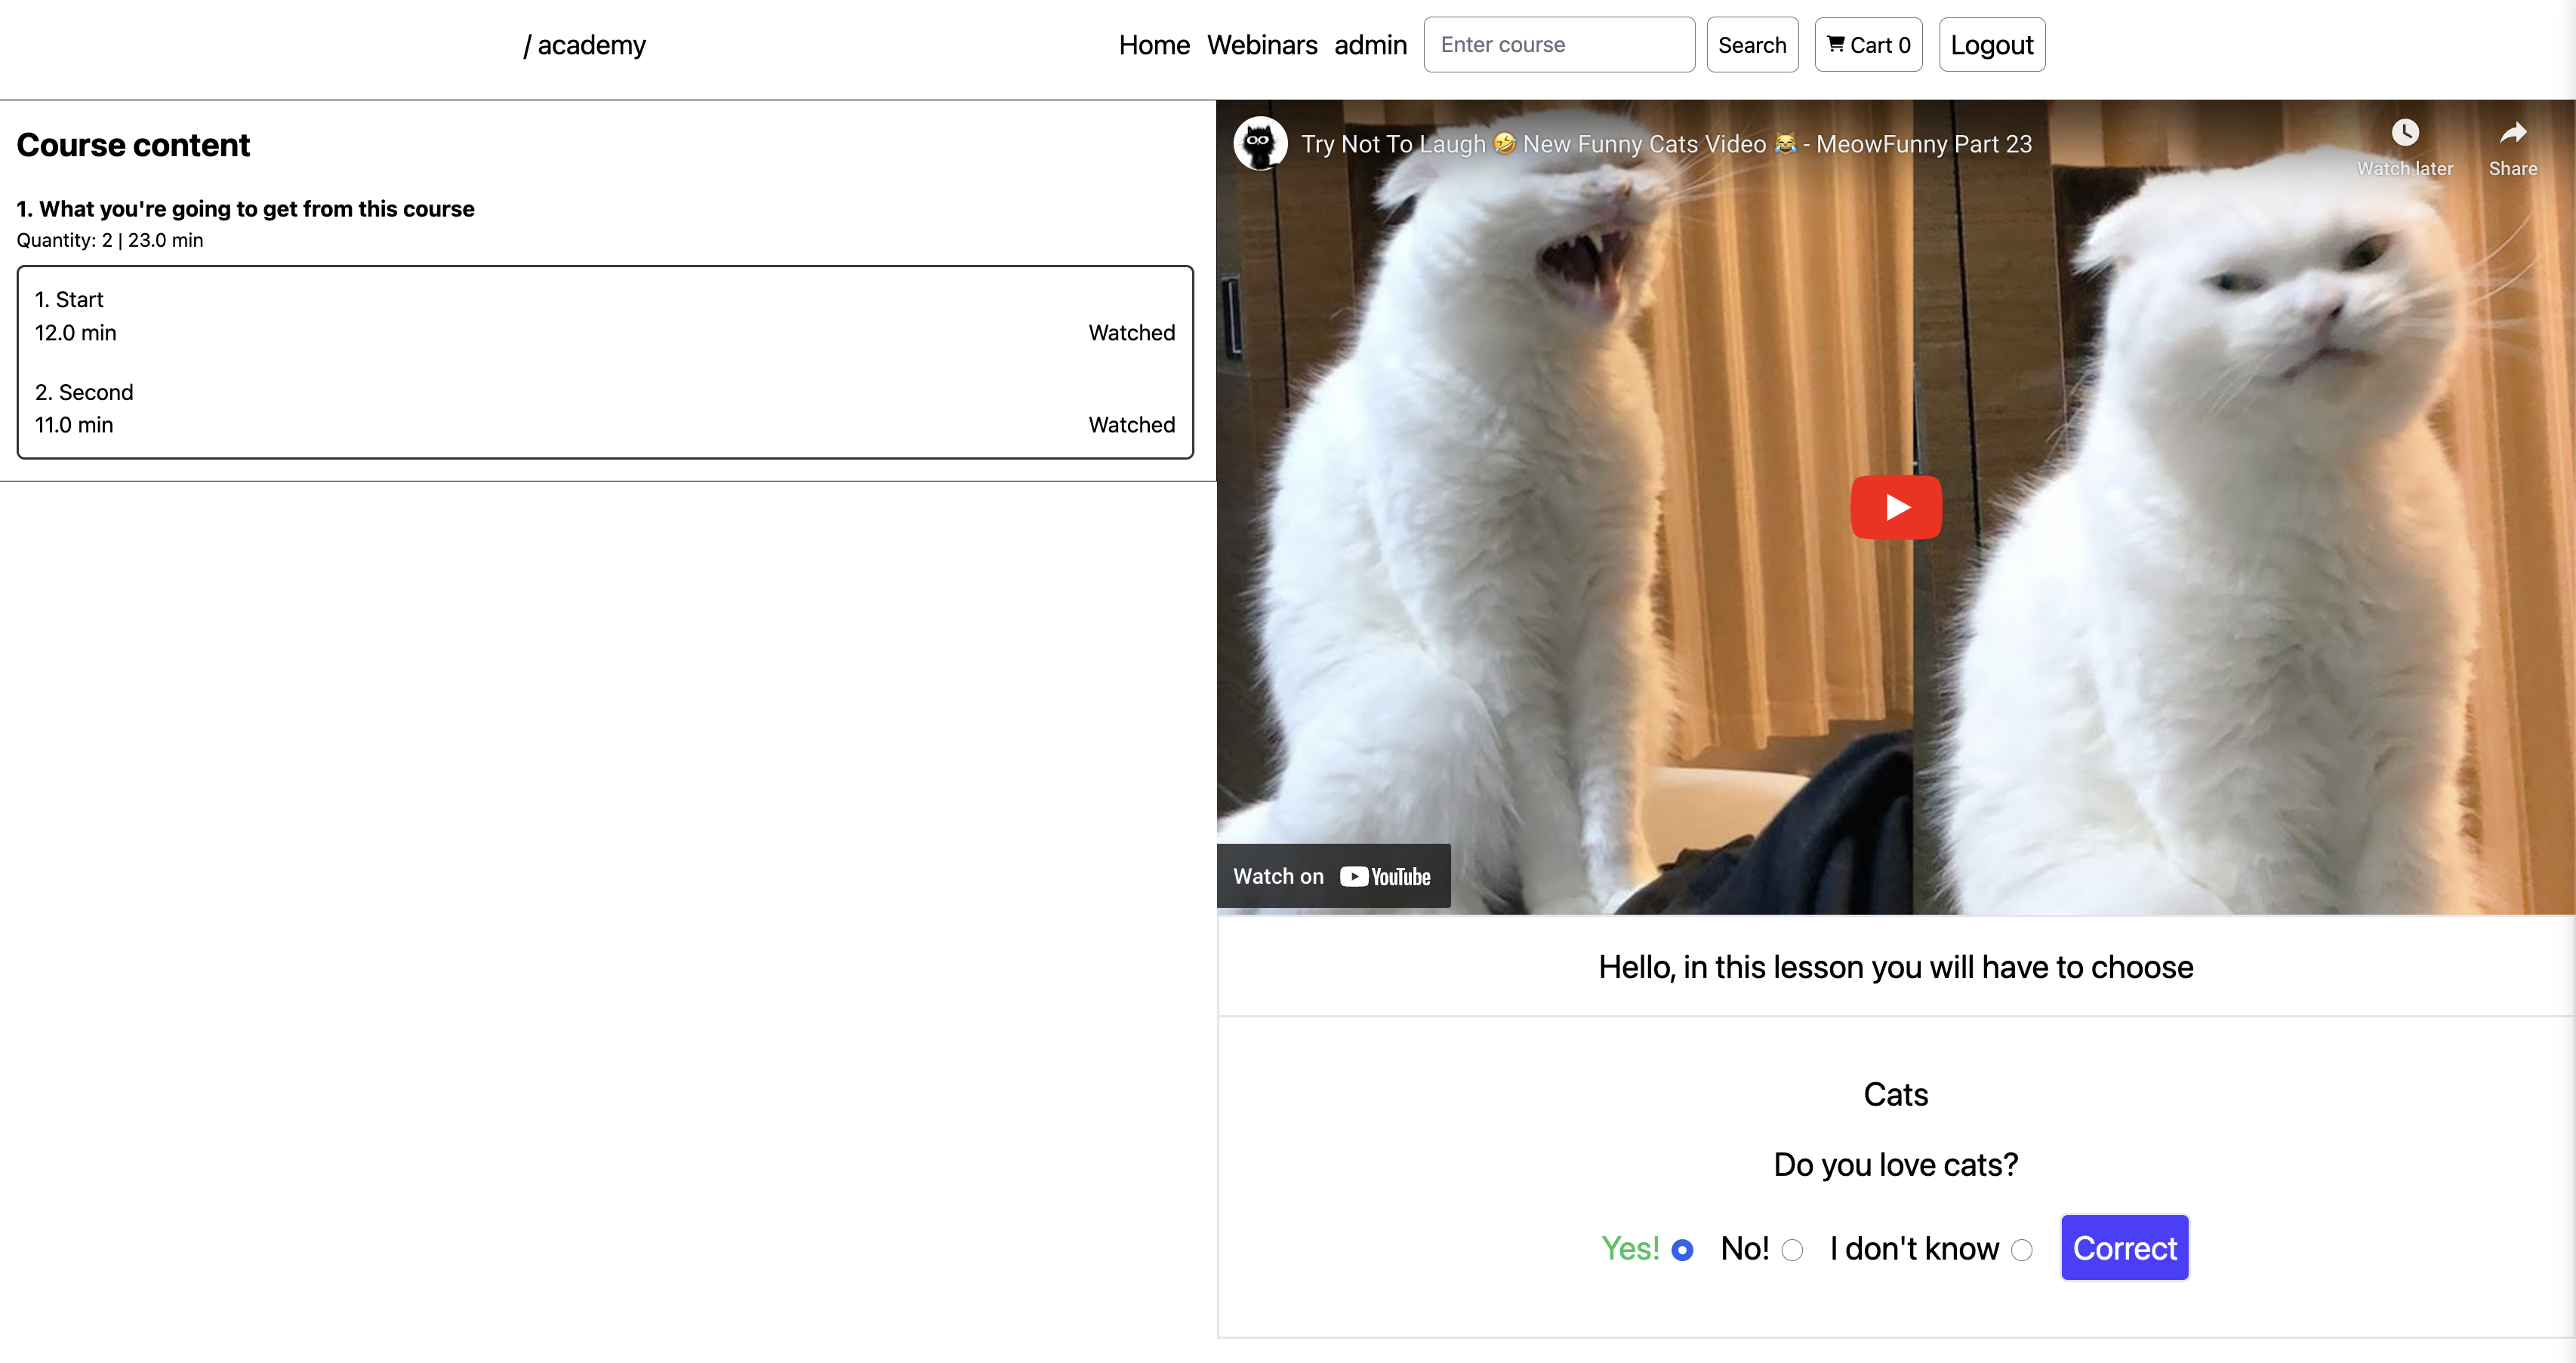 / academy
Home Webinars admin Enter course Search Cart 0 Logout
Course content
1. What you're going to get from this course
Quantity: 2 | 23.0 min
1. Start
12.0 min Watched
2. Second
11.0 min Watched
Try Not To Laugh 🤣 New Funny Cats Video 😹 - MeowFunny Part 23
Watch later Share
Watch on YouTube
Hello, in this lesson you will have to choose
Cats
Do you love cats?
Yes! No! I don't know Correct